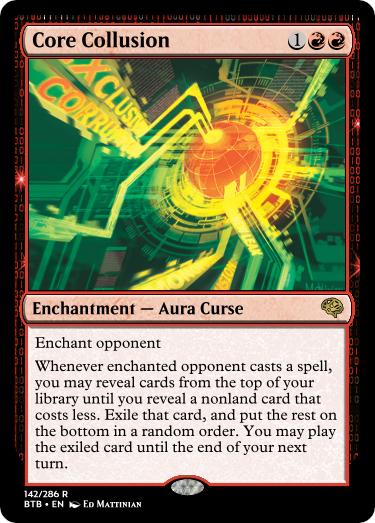 Core Collusion 1
EXCLUSI
CORRUP
Enchantment — Aura Curse
Enchant opponent
Whenever enchanted opponent casts a spell,
you may reveal cards from the top of your
library until you reveal a nonland card that
costs less. Exile that card, and put the rest on
the bottom in a random order. You may play
the exiled card until the end of your next
turn.
142/286 R
BTB • EN Ed Mattinian